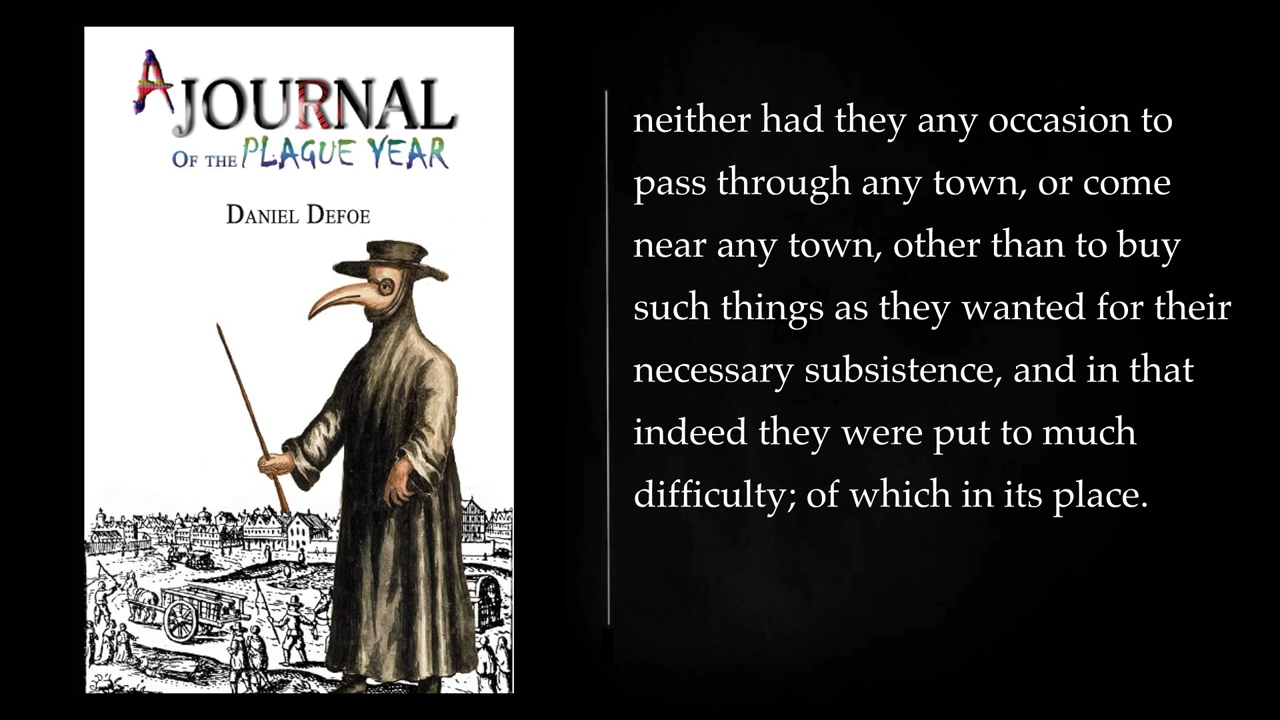 A JOURNAL
OF THE PLAGUE YEAR
DANIEL DEFOE
neither had they any occasion to
pass through any town, or come
near any town, other than to buy
such things as they wanted for their
necessary subsistence, and in that
indeed they were put to much
difficulty; of which in its place.